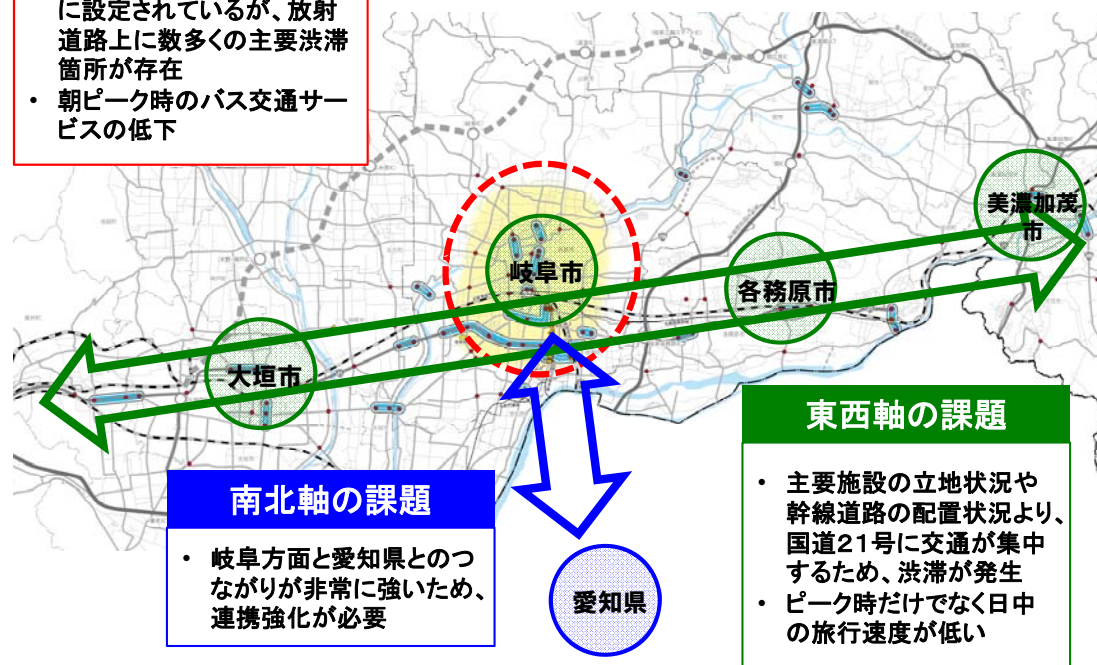 に設定されているが、放射
道路上に数多くの主要渋滞
箇所が存在
・ 朝ピーク時のバス交通サー
ビスの低下
美濃加茂
市
岐阜市
各務原市
大垣市
東西軸の課題
・ 主要施設の立地状況や
幹線道路の配置状況より、
国道21号に交通が集中
するため、渋滞が発生
・ ピーク時だけでなく日中
の旅行速度が低い
南北軸の課題
・ 岐阜方面と愛知県とのつ
ながりが非常に強いため、
連携強化が必要
愛知県